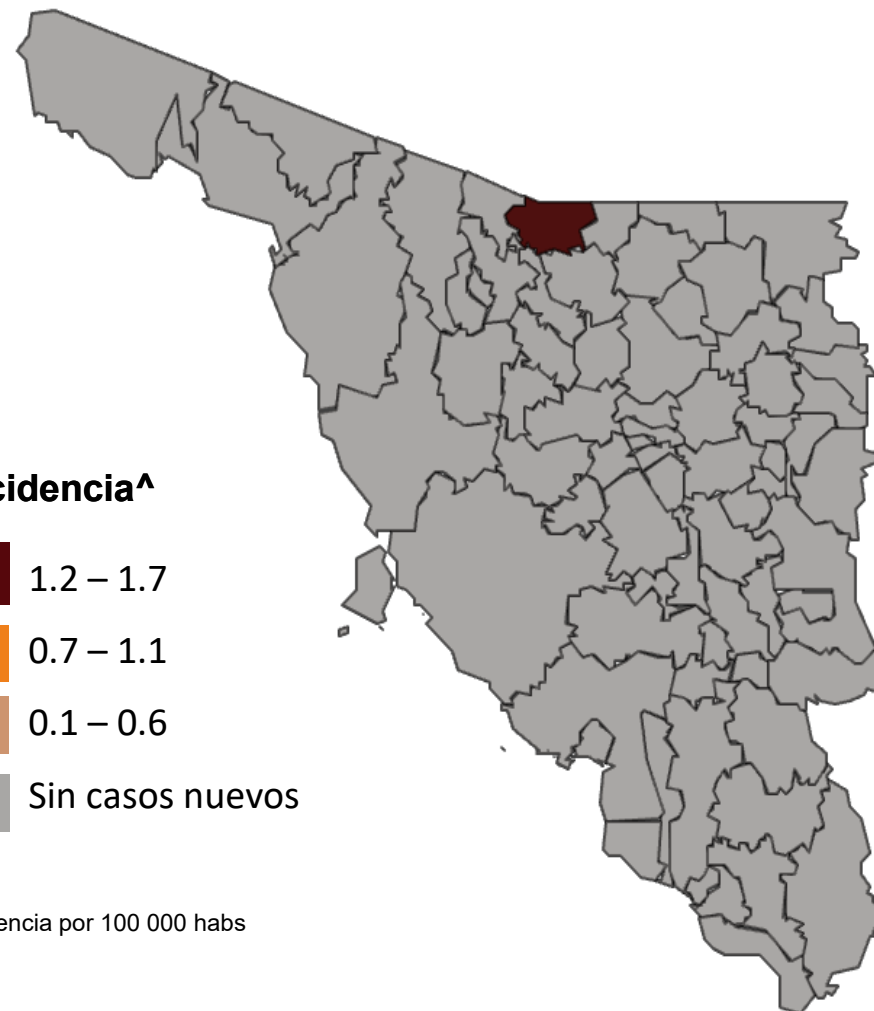 cidencia^
1.2 – 1.7
0.7 – 1.1
0.1 – 0.6
Sin casos nuevos
encia por 100 000 habs